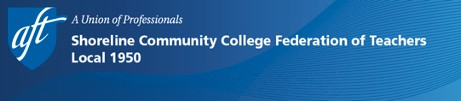 aft
A Union of Professionals
Shoreline Community College Federation of Teachers
Local 1950